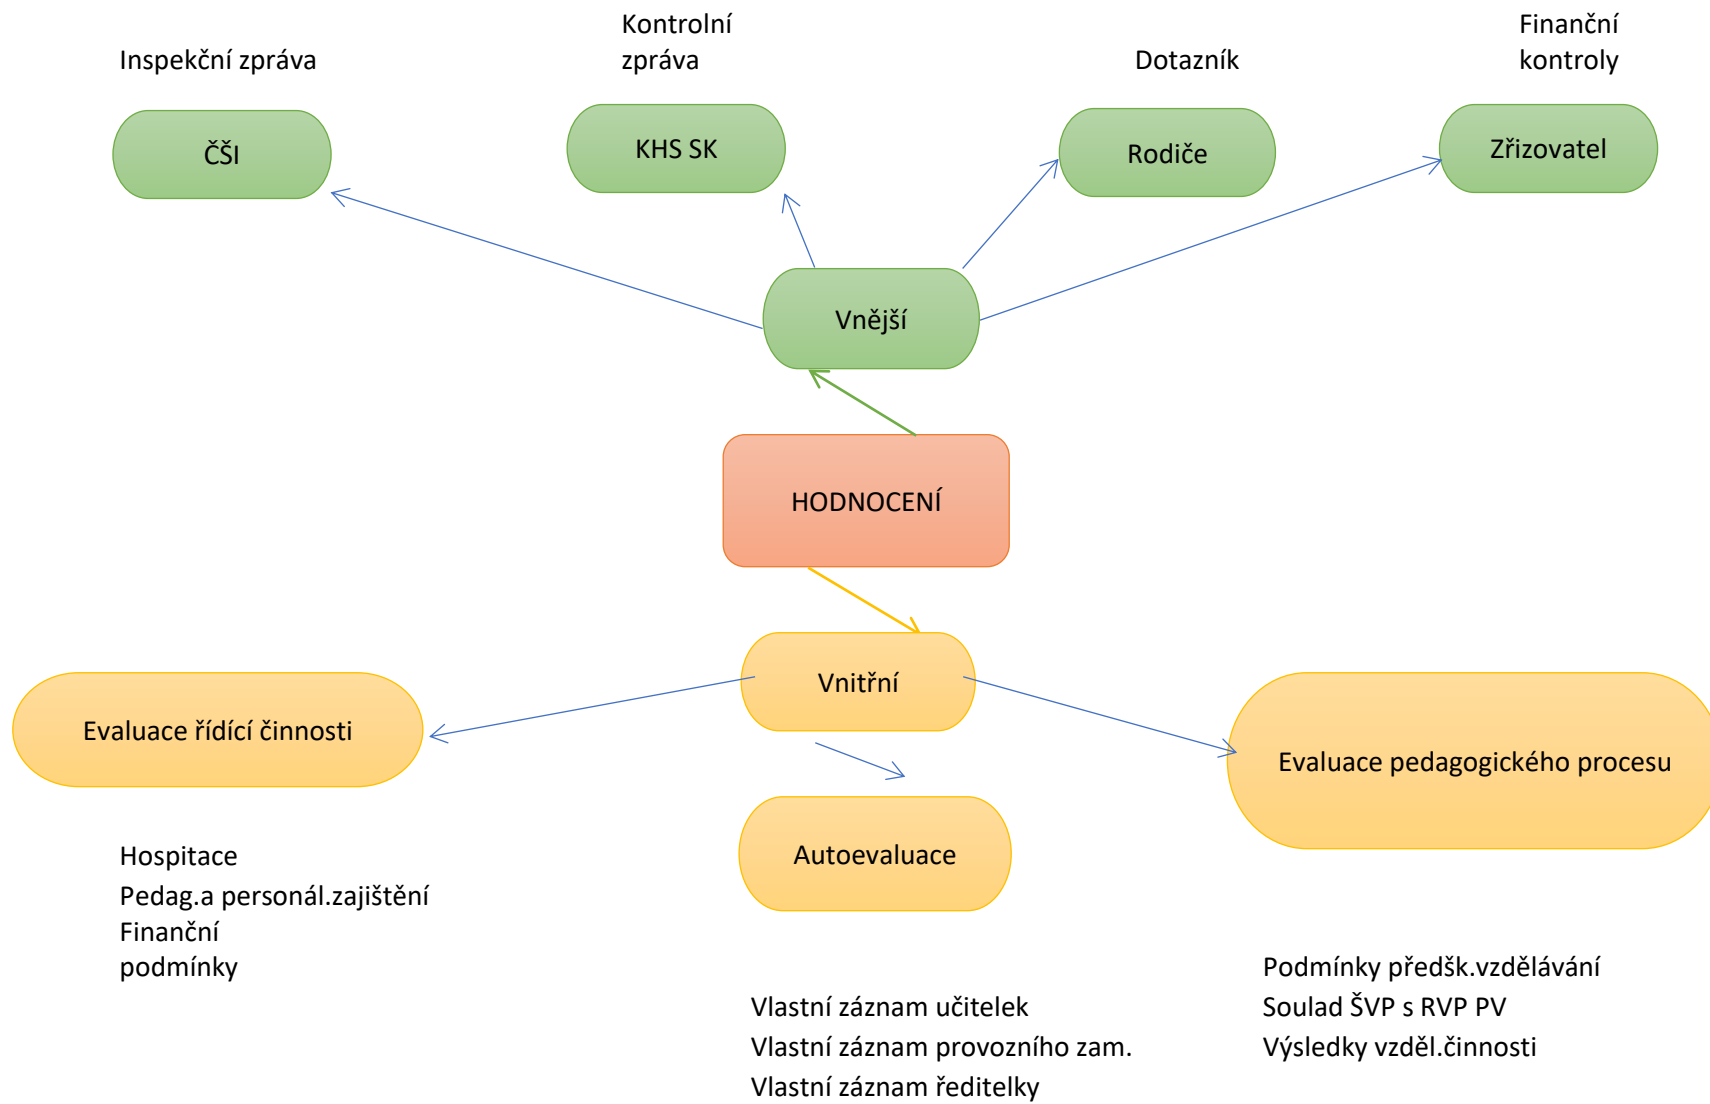 Inspekční zpráva
Kontrolní
zpráva
Dotazník
Finanční
kontroly
ČŠI
KHS SK
Rodiče
Zřizovatel
Vnější
HODNOCENÍ
Vnitřní
Evaluace řídící činnosti
Evaluace pedagogického procesu
Autoevaluace
Hospitace
Pedag.a personál.zajištění
Finanční
podmínky
Vlastní záznam učitelek
Vlastní záznam provozního zam.
Vlastní záznam ředitelky
Podmínky předšk.vzdělávání
Soulad ŠVP s RVP PV
Výsledky vzděl.činnosti